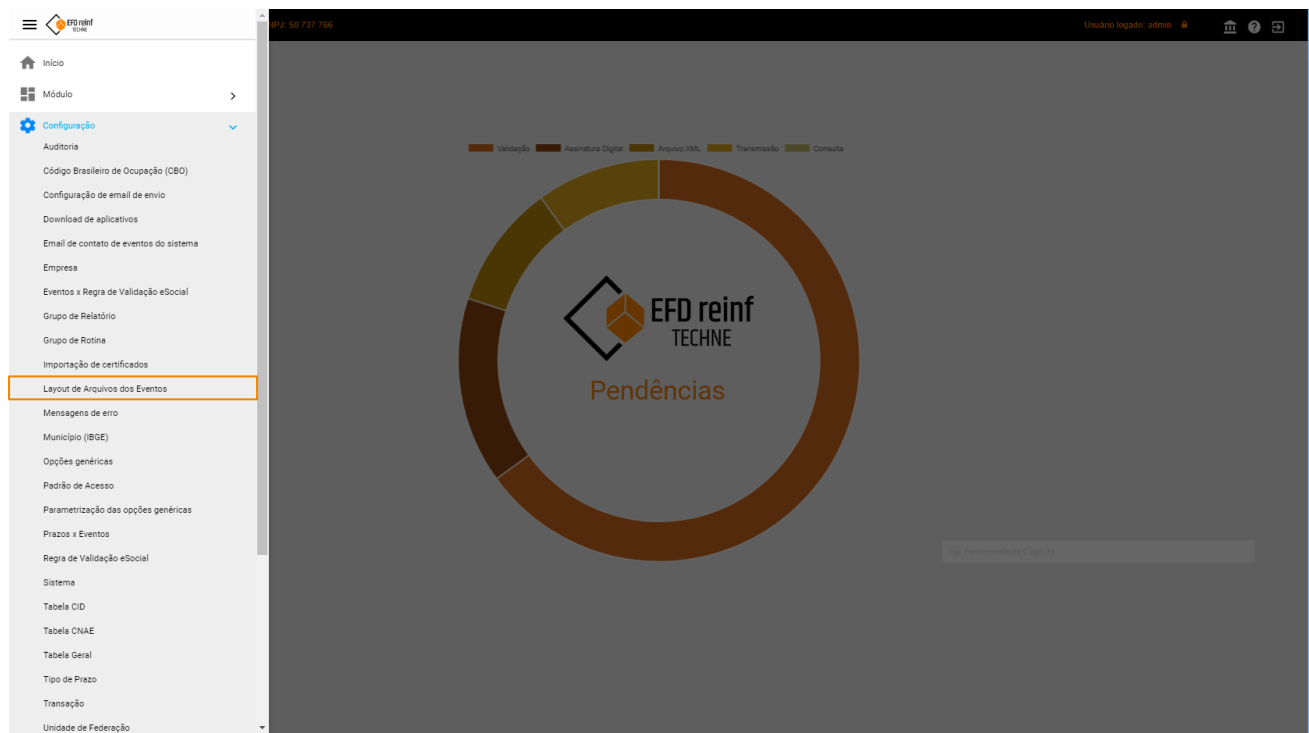 EFD reinf
TECHNE
NPJ: 50.737.766
Usuário logado: admin
Início
Módulo
Configuração
Auditoria
Código Brasileiro de Ocupação (CBO)
Configuração de email de envio
Download de aplicativos
Email de contato de eventos do sistema
Empresa
Eventos x Regra de Validação eSocial
Grupo de Relatório
Grupo de Rotina
Importação de certificados
Layout de Arquivos dos Eventos
Mensagens de erro
Município (IBGE)
Opções genéricas
Padrão de Acesso
Parametrização das opções genéricas
Prazos x Eventos
Regra de Validação eSocial
Sistema
Tabela CID
Tabela CNAE
Tabela Geral
Tipo de Prazo
Transação
Unidade de Federação
Validação Assinatura Digital Arquivo XML Transmissão Consulta
EFD reinf
TECHNE
Pendências
Ferramenta de Captura